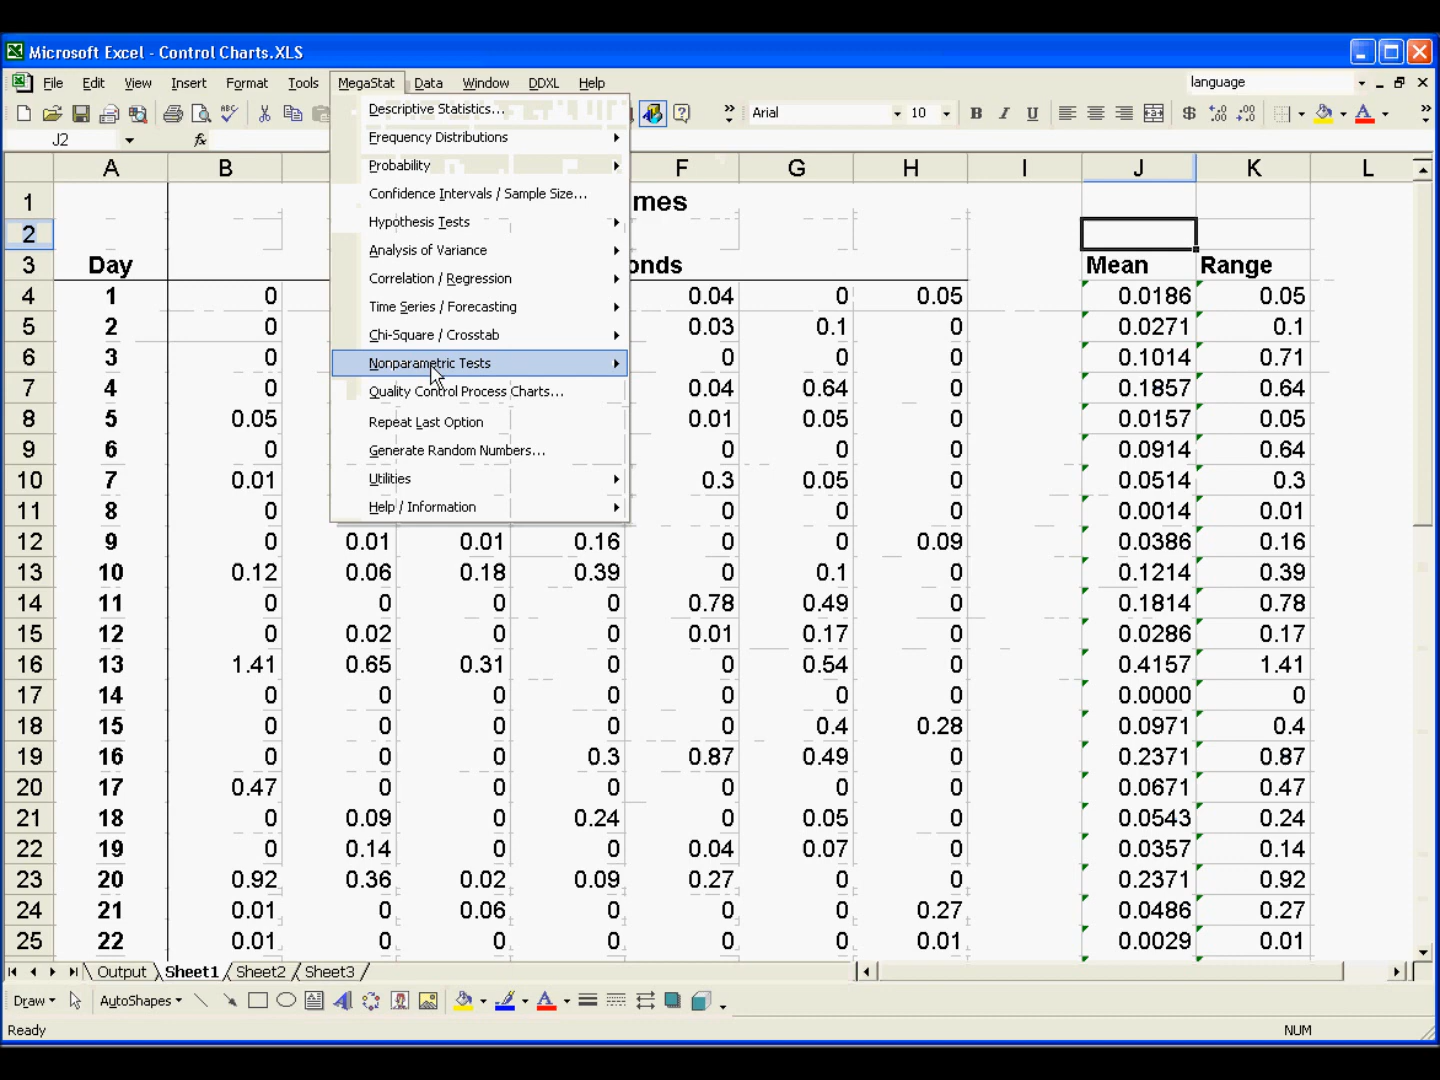 Microsoft Excel - Control Charts.XLS
File Edit View Insert Format Tools MegaStat Data Window DDXL Help language
Arial 10 B I U $
J2 fx
A B F G H I J K L
Descriptive Statistics...
Frequency Distributions
Probability
Confidence Intervals / Sample Size...
Hypothesis Tests
Analysis of Variance
Correlation / Regression
Time Series / Forecasting
Chi-Square / Crosstab
Nonparametric Tests
Quality Control Process Charts...
Repeat Last Option
Generate Random Numbers...
Utilities
Help / Information
1 mes
2
3 Day onds Mean Range
4 1 0 0.04 0 0.05 0.0186 0.05
5 2 0 0.03 0.1 0 0.0271 0.1
6 3 0 0 0 0 0.1014 0.71
7 4 0 0.04 0.64 0 0.1857 0.64
8 5 0.05 0.01 0.05 0 0.0157 0.05
9 6 0 0 0 0 0.0914 0.64
10 7 0.01 0.3 0.05 0 0.0514 0.3
11 8 0 0 0 0 0.0014 0.01
12 9 0 0.01 0.01 0.16 0 0 0.09 0.0386 0.16
13 10 0.12 0.06 0.18 0.39 0 0.1 0 0.1214 0.39
14 11 0 0 0 0 0.78 0.49 0 0.1814 0.78
15 12 0 0.02 0 0 0.01 0.17 0 0.0286 0.17
16 13 1.41 0.65 0.31 0 0 0.54 0 0.4157 1.41
17 14 0 0 0 0 0 0 0 0.0000 0
18 15 0 0 0 0 0 0.4 0.28 0.0971 0.4
19 16 0 0 0 0.3 0.87 0.49 0 0.2371 0.87
20 17 0.47 0 0 0 0 0 0 0.0671 0.47
21 18 0 0.09 0 0.24 0 0.05 0 0.0543 0.24
22 19 0 0.14 0 0 0.04 0.07 0 0.0357 0.14
23 20 0.92 0.36 0.02 0.09 0.27 0 0 0.2371 0.92
24 21 0.01 0 0.06 0 0 0 0.27 0.0486 0.27
25 22 0.01 0 0 0 0 0 0.01 0.0029 0.01
Output Sheet1 Sheet2 Sheet3
Draw AutoShapes A
Ready NUM